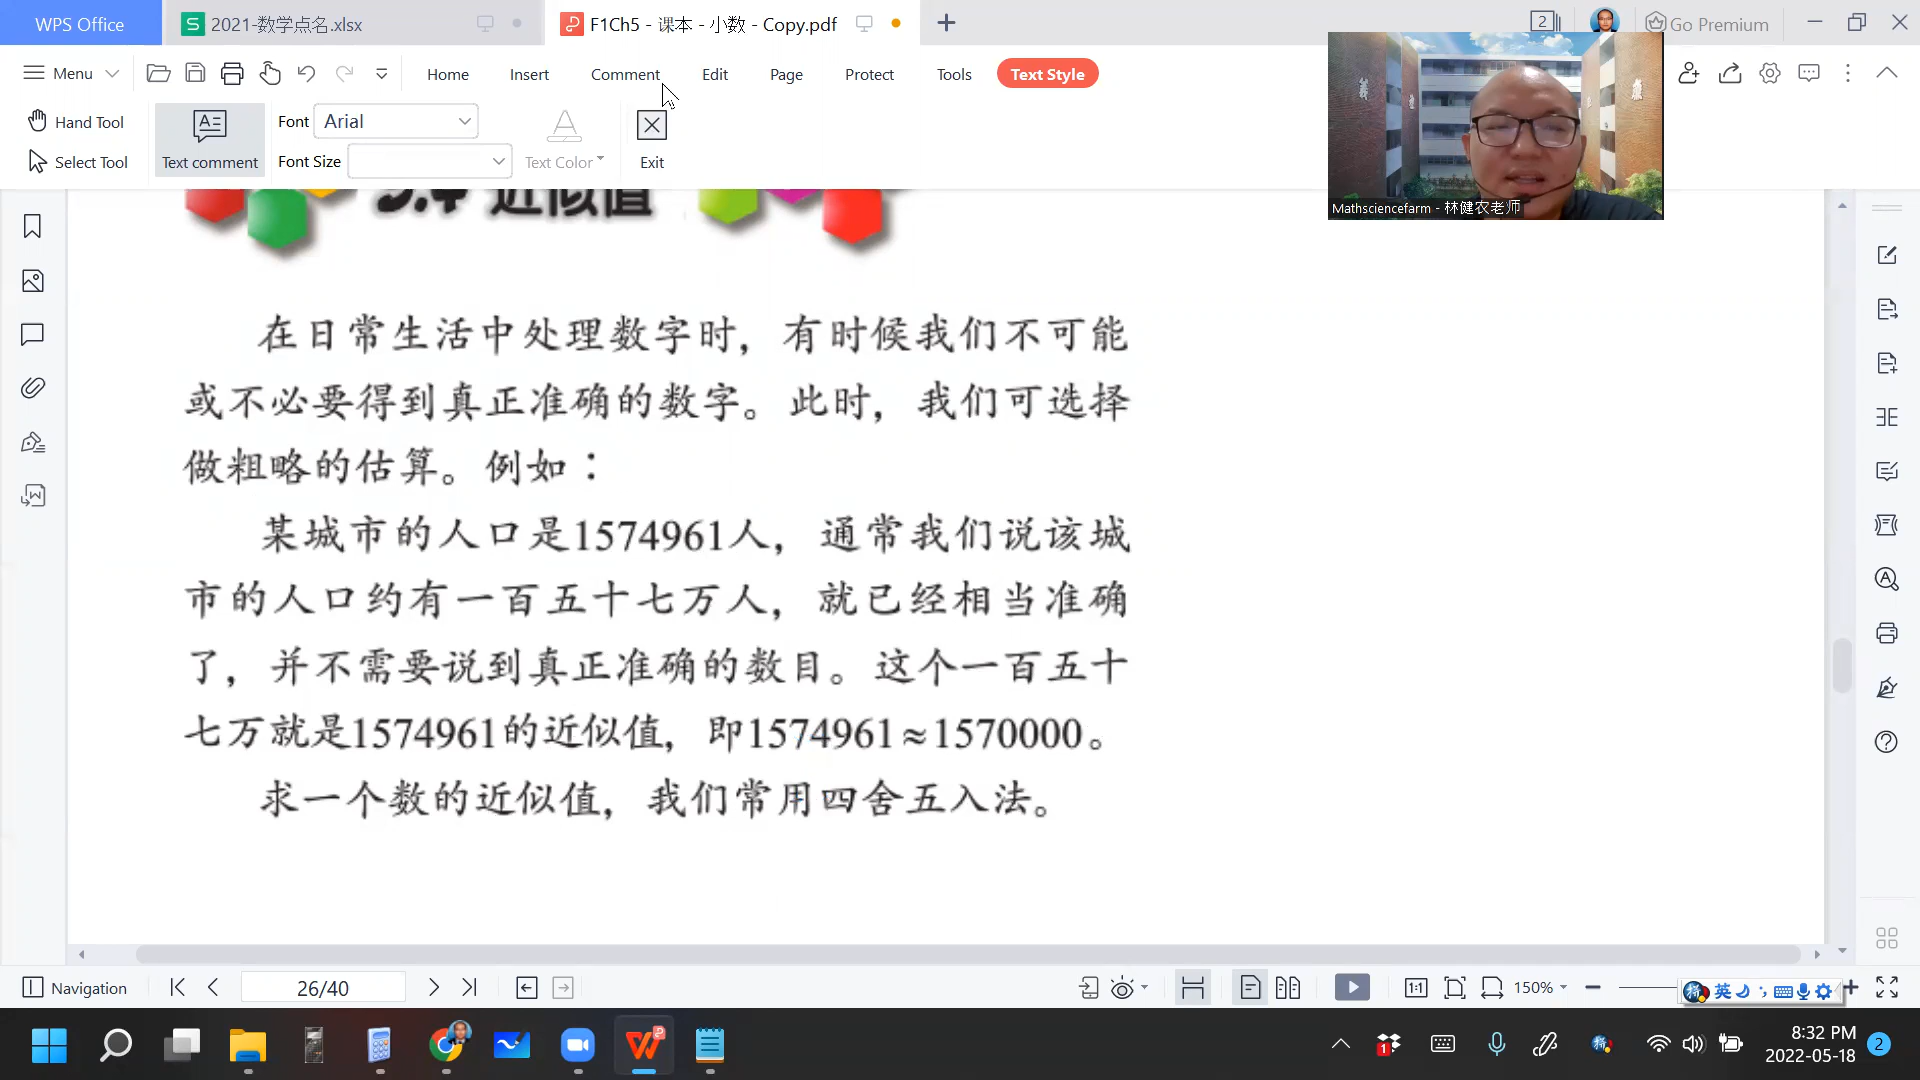 WPS Office
2021-数学点名.xlsx
F1Ch5 - 课本 - 小数 - Copy.pdf
2
Go Premium
Menu
Home
Insert
Comment
Edit
Page
Protect
Tools
Text Style
Hand Tool
Select Tool
Text comment
Font
Arial
Font Size
Text Color
Exit
Mathsciencefarm - 林健农老师
5.4 近似值
在日常生活中处理数字时，有时候我们不可能
或不必要得到真正准确的数字。此时，我们可选择
做粗略的估算。例如：
某城市的人口是1574961人，通常我们说该城
市的人口约有一百五十七万人，就已经相当准确
了，并不需要说到真正准确的数目。这个一百五十
七万就是1574961的近似值，即1574961≈1570000。
求一个数的近似值，我们常用四舍五入法。
Navigation
26/40
1:1
150%
英
8:32 PM
2022-05-18
2
1